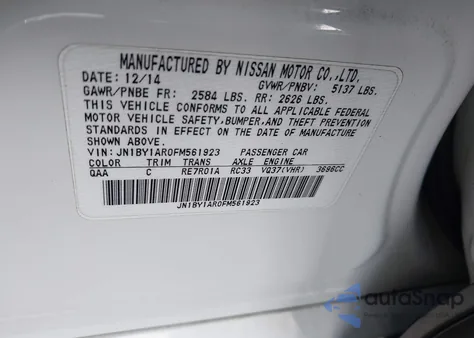 MANUFACTURED BY NISSAN MOTOR CO.,LTD.
DATE: 12/14 GVWR/PNBV: 5137 LBS.
GAWR/PNBE FR: 2584 LBS. RR: 2626 LBS.
THIS VEHICLE CONFORMS TO ALL APPLICABLE FEDERAL
MOTOR VEHICLE SAFETY, BUMPER, AND THEFT PREVENTION
STANDARDS IN EFFECT ON THE DATE OF MANUFACTURE
SHOWN ABOVE.
VIN: JN1BY1AR0FM561923 PASSENGER CAR
COLOR TRIM TRANS AXLE ENGINE
QAA C RE7R01A RC33 VQ37(VHR) 3696CC
JN1BY1AR0FM561923
autoSnap